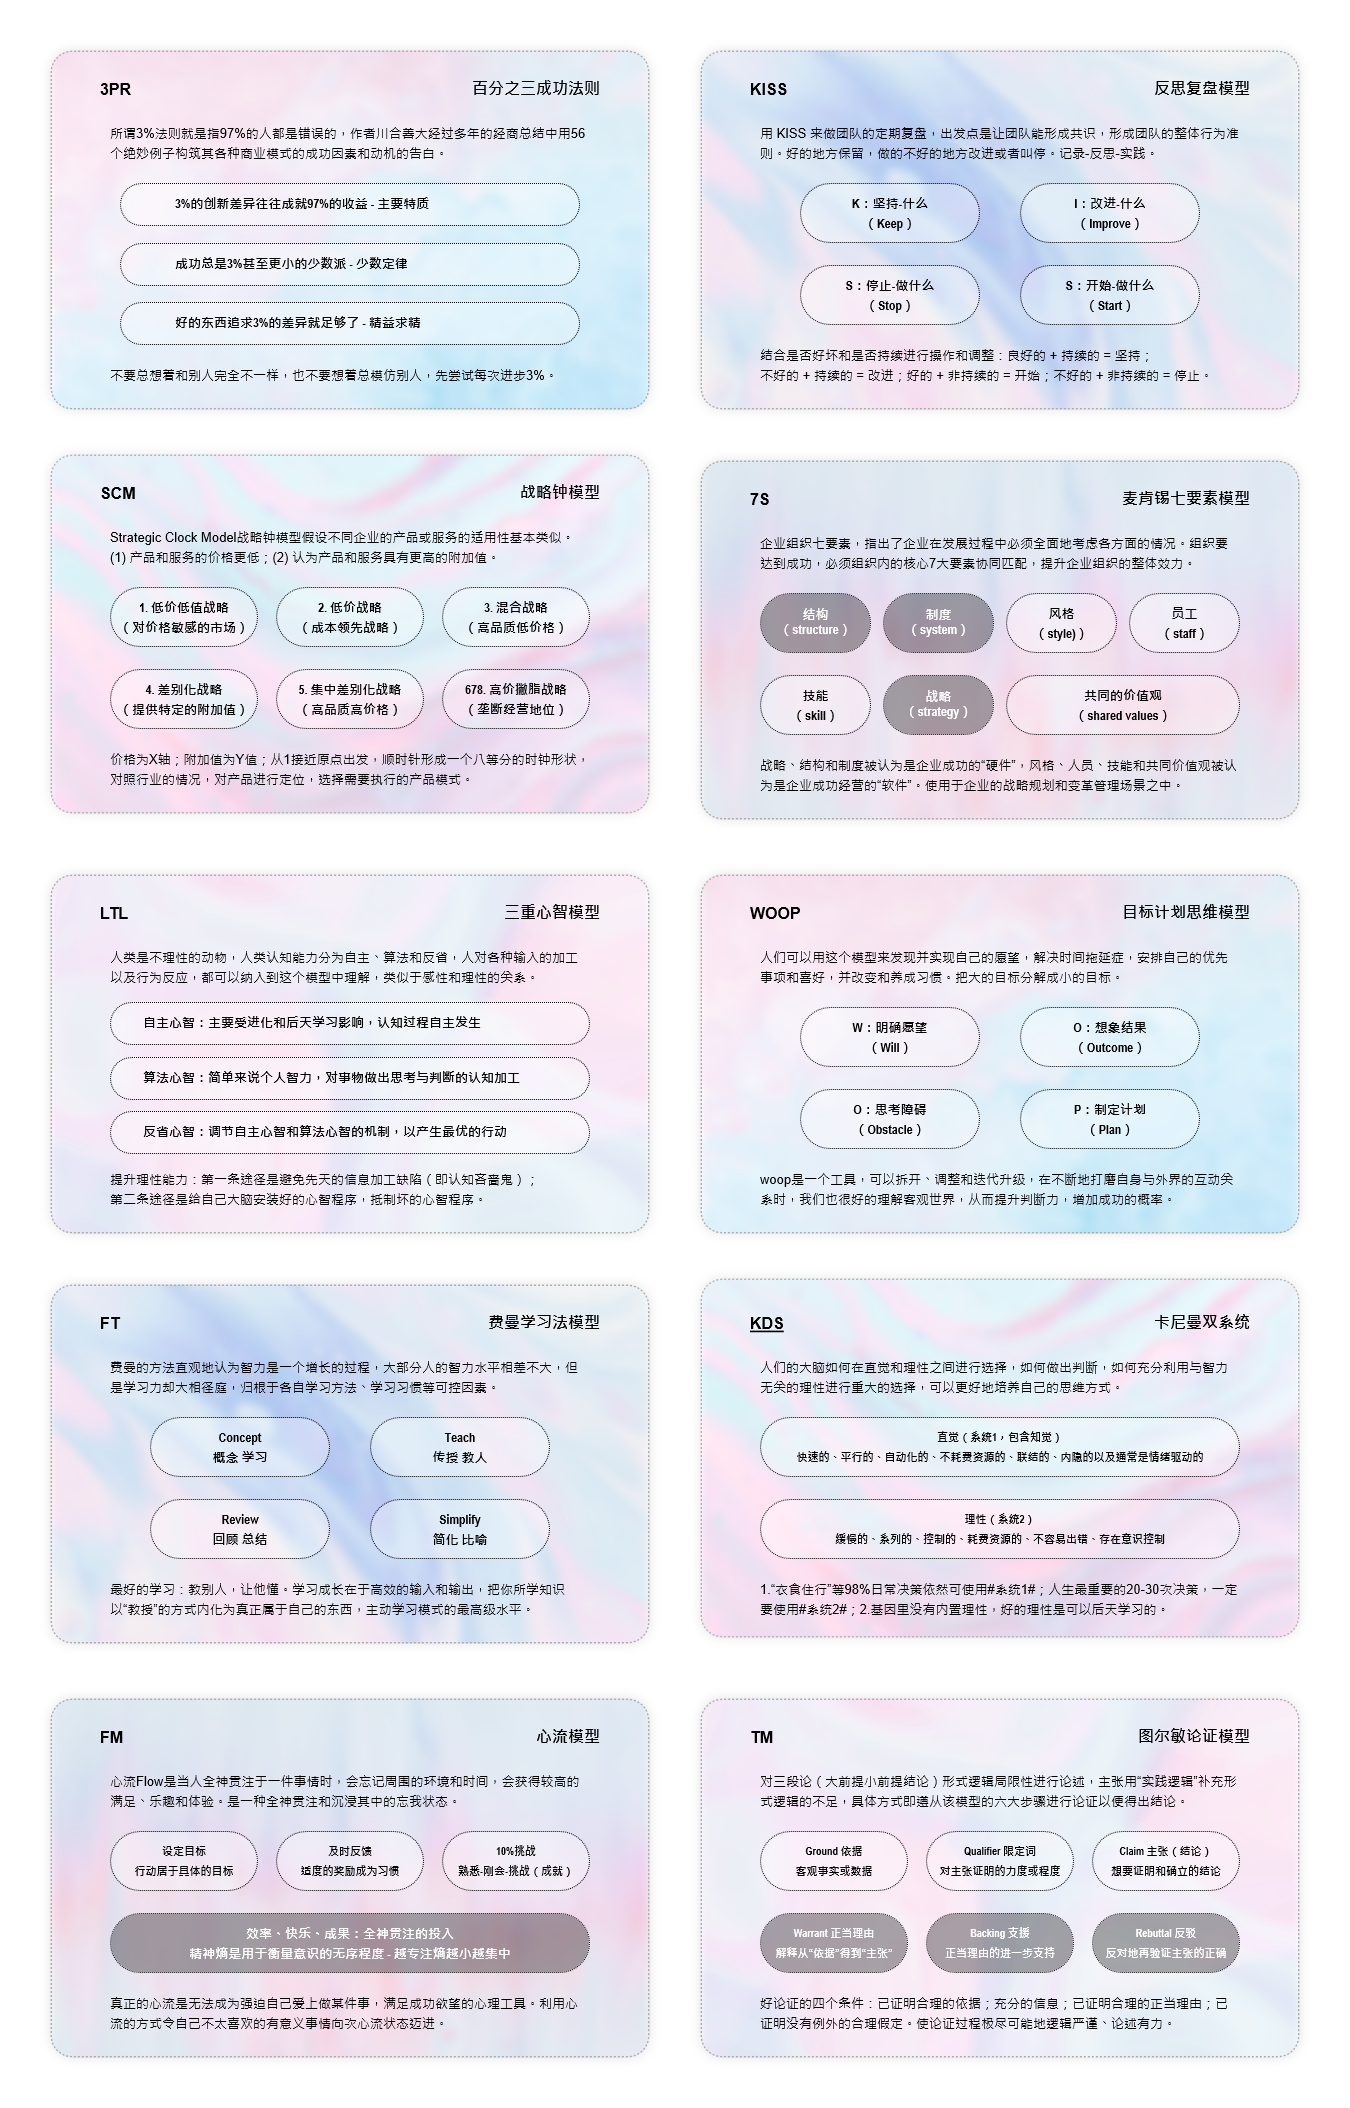 3PR
百分之三成功法则
所谓3%法则就是指97%的人都是错误的，作者川合善大经过多年的经商总结中用56
个绝妙例子构筑其各种商业模式的成功因素和动机的告白。
3%的创新差异往往成就97%的收益 - 主要特质
成功总是3%甚至更小的少数派 - 少数定律
好的东西追求3%的差异就足够了 - 精益求精
不要总想着和别人完全不一样，也不要想着总模仿别人，先尝试每次进步3%。
KISS
反思复盘模型
用 KISS 来做团队的定期复盘，出发点是让团队能形成共识，形成团队的整体行为准
则。好的地方保留，做的不好的地方改进或者叫停。记录-反思-实践。
K：坚持-什么
（Keep）
I：改进-什么
（Improve）
S：停止-做什么
（Stop）
S：开始-做什么
（Start）
结合是否好坏和是否持续进行操作和调整：良好的 + 持续的 = 坚持；
不好的 + 持续的 = 改进；好的 + 非持续的 = 开始；不好的 + 非持续的 = 停止。
SCM
战略钟模型
Strategic Clock Model战略钟模型假设不同企业的产品或服务的适用性基本类似。
(1) 产品和服务的价格更低；(2) 认为产品和服务具有更高的附加值。
1. 低价低值战略
（对价格敏感的市场）
2. 低价战略
（成本领先战略）
3. 混合战略
（高品质低价格）
4. 差别化战略
（提供特定的附加值）
5. 集中差别化战略
（高品质高价格）
678. 高价撇脂战略
（垄断经营地位）
价格为X轴；附加值为Y值；从1接近原点出发，顺时针形成一个八等分的时钟形状，
对照行业的情况，对产品进行定位，选择需要执行的产品模式。
7S
麦肯锡七要素模型
企业组织七要素，指出了企业在发展过程中必须全面地考虑各方面的情况。组织要
达到成功，必须组织内的核心7大要素协同匹配，提升企业组织的整体效力。
结构
（structure）
制度
（system）
风格
（style)）
员工
（staff）
技能
（skill）
战略
（strategy）
共同的价值观
（shared values）
战略、结构和制度被认为是企业成功的“硬件”，风格、人员、技能和共同价值观被认
为是企业成功经营的“软件”。使用于企业的战略规划和变革管理场景之中。
LTL
三重心智模型
人类是不理性的动物，人类认知能力分为自主、算法和反省，人对各种输入的加工
以及行为反应，都可以纳入到这个模型中理解，类似于感性和理性的关系。
自主心智：主要受进化和后天学习影响，认知过程自主发生
算法心智：简单来说个人智力，对事物做出思考与判断的认知加工
反省心智：调节自主心智和算法心智的机制，以产生最优的行动
提升理性能力：第一条途径是避免先天的信息加工缺陷（即认知吝啬鬼）；
第二条途径是给自己大脑安装好的心智程序，抵制坏的心智程序。
WOOP
目标计划思维模型
人们可以用这个模型来发现并实现自己的愿望，解决时间拖延症，安排自己的优先
事项和喜好，并改变和养成习惯。把大的目标分解成小的目标。
W：明确愿望
（Will）
O：想象结果
（Outcome）
O：思考障碍
（Obstacle）
P：制定计划
（Plan）
woop是一个工具，可以拆开、调整和迭代升级，在不断地打磨自身与外界的互动关
系时，我们也很好的理解客观世界，从而提升判断力，增加成功的概率。
FT
费曼学习法模型
费曼的方法直观地认为智力是一个增长的过程，大部分人的智力水平相差不大，但
是学习力却大相径庭，归根于各自学习方法、学习习惯等可控因素。
Concept
概念 学习
Teach
传授 教人
Review
回顾 总结
Simplify
简化 比喻
最好的学习：教别人，让他懂。学习成长在于高效的输入和输出，把你所学知识
以“教授”的方式内化为真正属于自己的东西，主动学习模式的最高级水平。
KDS
卡尼曼双系统
人们的大脑如何在直觉和理性之间进行选择，如何做出判断，如何充分利用与智力
无关的理性进行重大的选择，可以更好地培养自己的思维方式。
直觉（系统1，包含知觉）
快速的、平行的、自动化的、不耗费资源的、联结的、内隐的以及通常是情绪驱动的
理性（系统2）
缓慢的、系列的、控制的、耗费资源的、不容易出错、存在意识控制
1.“衣食住行”等98%日常决策依然可使用#系统1#；人生最重要的20-30次决策，一定
要使用#系统2#；2.基因里没有内置理性，好的理性是可以后天学习的。
FM
心流模型
心流Flow是当人全神贯注于一件事情时，会忘记周围的环境和时间，会获得较高的
满足、乐趣和体验。是一种全神贯注和沉浸其中的忘我状态。
设定目标
行动居于具体的目标
及时反馈
适度的奖励成为习惯
10%挑战
熟悉-刚会-挑战（成就）
效率、快乐、成果：全神贯注的投入
精神熵是用于衡量意识的无序程度 - 越专注熵越小越集中
真正的心流是无法成为强迫自己爱上做某件事，满足成功欲望的心理工具。利用心
流的方式令自己不太喜欢的有意义事情向次心流状态迈进。
TM
图尔敏论证模型
对三段论（大前提小前提结论）形式逻辑局限性进行论述，主张用“实践逻辑”补充形
式逻辑的不足，具体方式即遵从该模型的六大步骤进行论证以便得出结论。
Ground 依据
客观事实或数据
Qualifier 限定词
对主张证明的力度或程度
Claim 主张（结论）
想要证明和确立的结论
Warrant 正当理由
解释从“依据”得到“主张”
Backing 支援
正当理由的进一步支持
Rebuttal 反驳
反对地再验证主张的正确
好论证的四个条件：已证明合理的依据；充分的信息；已证明合理的正当理由；已
证明没有例外的合理假定。使论证过程极尽可能地逻辑严谨、论述有力。